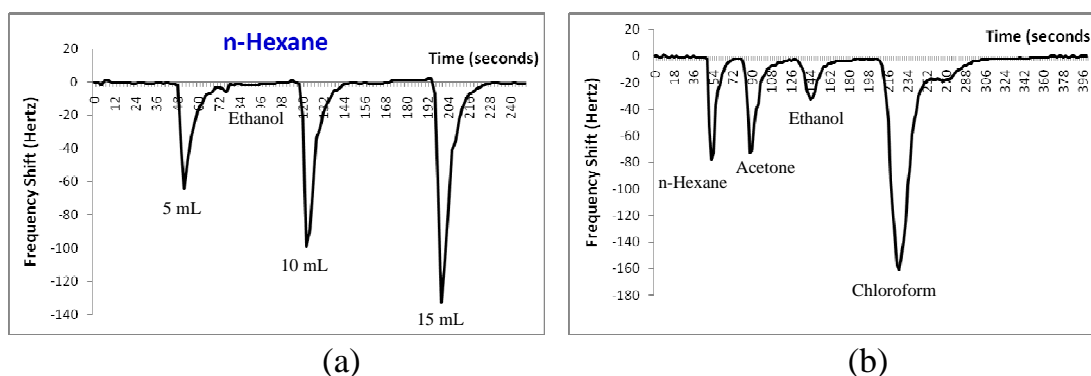 n-Hexane
Time (seconds)
Frequency Shift (Hertz)
20
0
-20
-40
-60
-80
-100
-120
-140
0 12 24 36 48 60 72 84 96 108 120 132 144 156 168 180 192 204 216 228 240
Ethanol
5 mL
10 mL
15 mL
(a)
Time (seconds)
Frequency Shift (Hertz)
20
0
-20
-40
-60
-80
-100
-120
-140
-160
-180
0 18 36 54 72 90 108 126 144 162 180 198 216 234 252 270 288 306 324 342 360 378 396
n-Hexane
Acetone
Ethanol
Chloroform
(b)